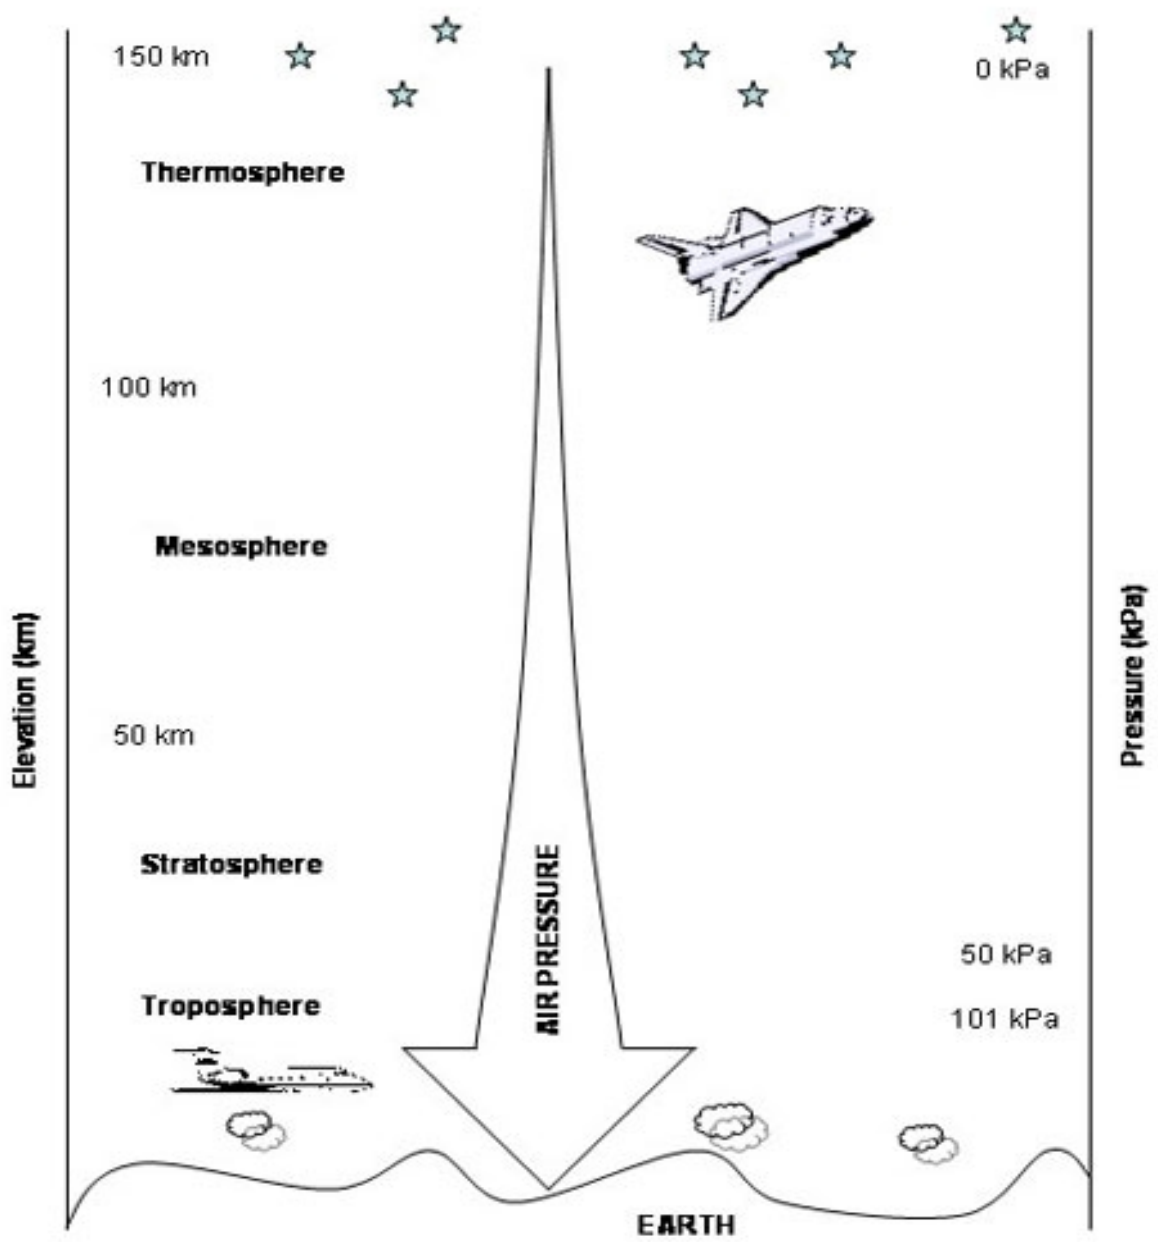 150 km
0 kPa
Thermosphere
100 km
Mesosphere
Elevation (km)
Pressure (kPa)
50 km
Stratosphere
AIR PRESSURE
50 kPa
Troposphere
101 kPa
EARTH